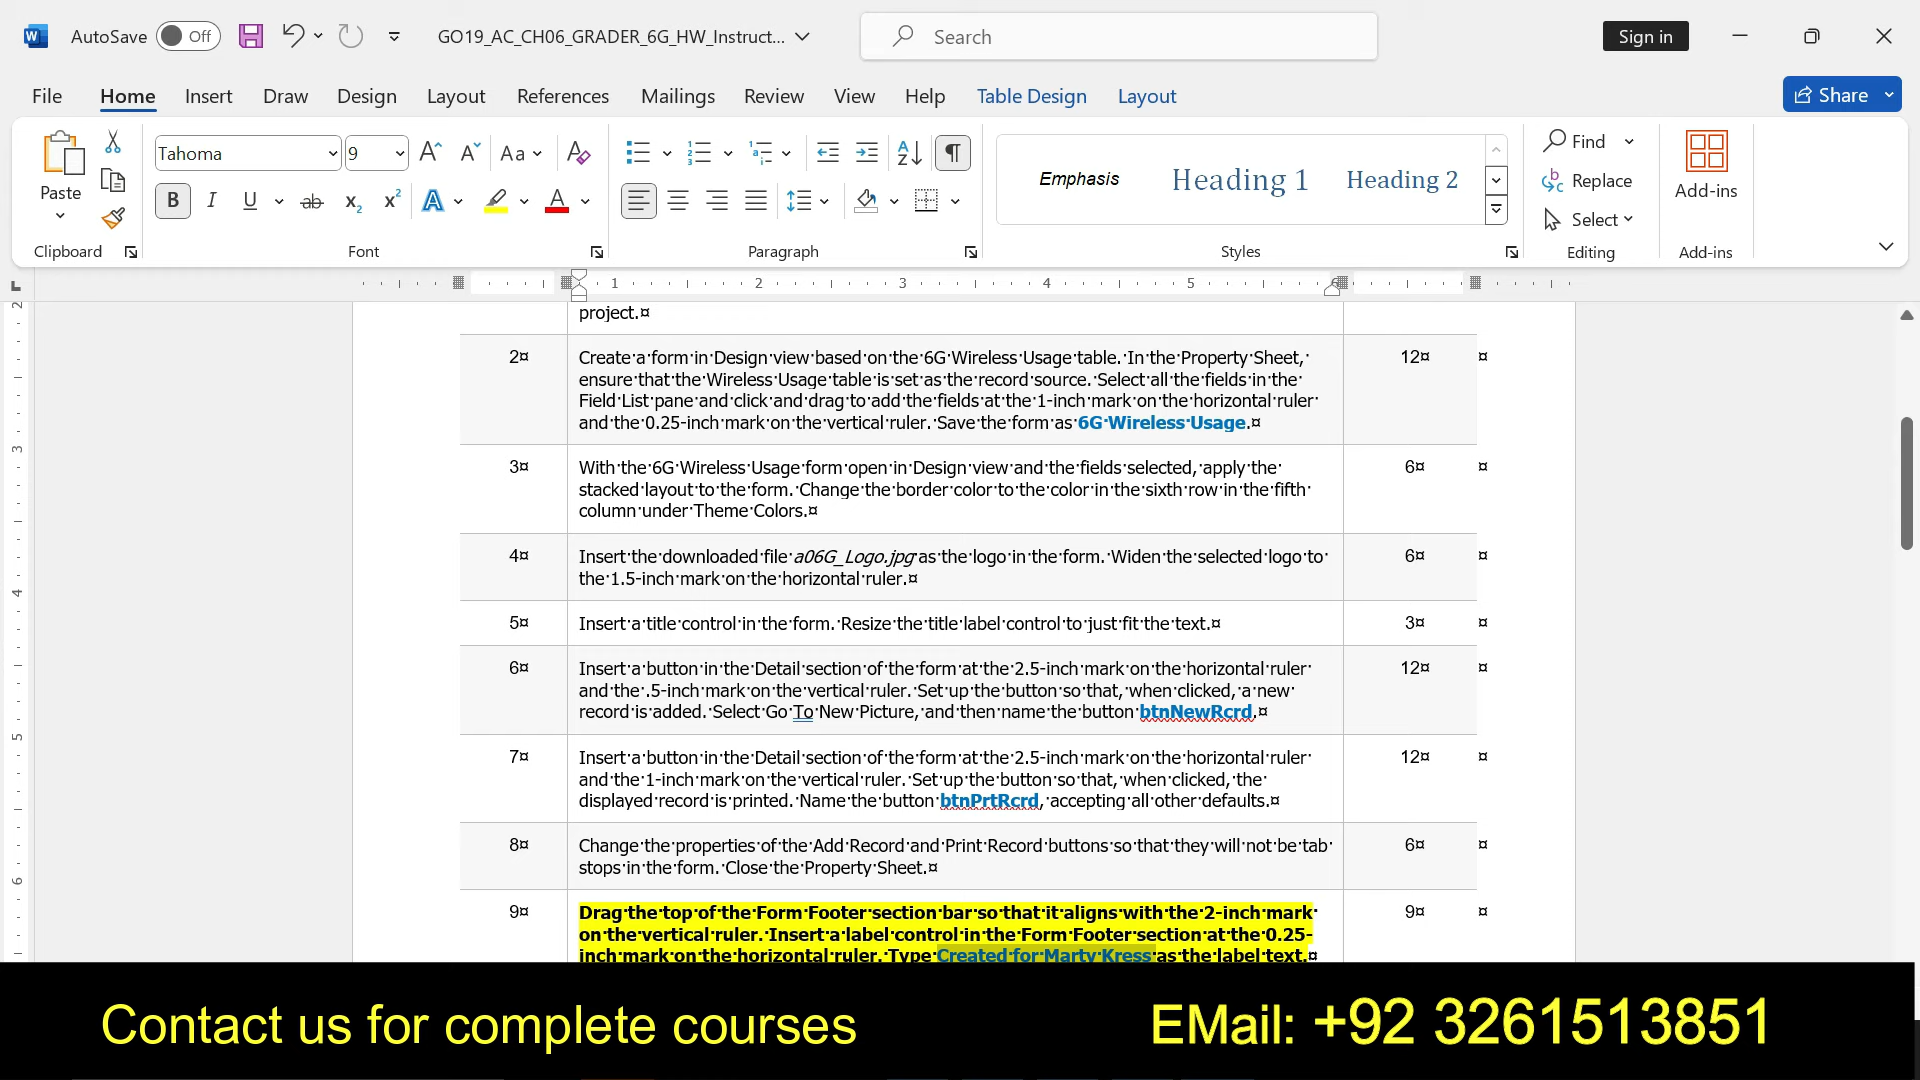 AutoSave Off
GO19_AC_CH06_GRADER_6G_HW_Instruct...
Search
Sign in
File Home Insert Draw Design Layout References Mailings Review View Help Table Design Layout
Share
Paste
Clipboard
Tahoma 9
Font
Paragraph
Emphasis Heading 1 Heading 2
Styles
Find
Replace
Select
Editing
Add-ins
Add-ins
1 2 3 4 5 6
project.¤
2¤
Create·a·form·in·Design·view·based·on·the·6G·Wireless·Usage·table.·In·the·Property·Sheet,·
ensure·that·the·Wireless·Usage·table·is·set·as·the·record·source.·Select·all·the·fields·in·the·
Field·List·pane·and·click·and·drag·to·add·the·fields·at·the·1-inch·mark·on·the·horizontal·ruler·
and·the·0.25-inch·mark·on·the·vertical·ruler.·Save·the·form·as·6G·Wireless·Usage.¤
12¤ ¤
3¤
With·the·6G·Wireless·Usage·form·open·in·Design·view·and·the·fields·selected,·apply·the·
stacked·layout·to·the·form.·Change·the·border·color·to·the·color·in·the·sixth·row·in·the·fifth·
column·under·Theme·Colors.¤
6¤ ¤
4¤
Insert·the·downloaded·file·a06G_Logo.jpg·as·the·logo·in·the·form.·Widen·the·selected·logo·to·
the·1.5-inch·mark·on·the·horizontal·ruler.¤
6¤ ¤
5¤
Insert·a·title·control·in·the·form.·Resize·the·title·label·control·to·just·fit·the·text.¤
3¤ ¤
6¤
Insert·a·button·in·the·Detail·section·of·the·form·at·the·2.5-inch·mark·on·the·horizontal·ruler·
and·the·.5-inch·mark·on·the·vertical·ruler.·Set·up·the·button·so·that,·when·clicked,·a·new·
record·is·added.·Select·Go·To·New·Picture,·and·then·name·the·button·btnNewRcrd.¤
12¤ ¤
7¤
Insert·a·button·in·the·Detail·section·of·the·form·at·the·2.5-inch·mark·on·the·horizontal·ruler·
and·the·1-inch·mark·on·the·vertical·ruler.·Set·up·the·button·so·that,·when·clicked,·the·
displayed·record·is·printed.·Name·the·button·btnPrtRcrd,·accepting·all·other·defaults.¤
12¤ ¤
8¤
Change·the·properties·of·the·Add·Record·and·Print·Record·buttons·so·that·they·will·not·be·tab·
stops·in·the·form.·Close·the·Property·Sheet.¤
6¤ ¤
9¤
Drag·the·top·of·the·Form·Footer·section·bar·so·that·it·aligns·with·the·2-inch·mark·
on·the·vertical·ruler.·Insert·a·label·control·in·the·Form·Footer·section·at·the·0.25-
inch·mark·on·the·horizontal·ruler.·Type·Created·for·Marty·Kress·as·the·label·text.¤
9¤ ¤
2 3 4 5 6
Contact us for complete courses
EMail: +92 3261513851